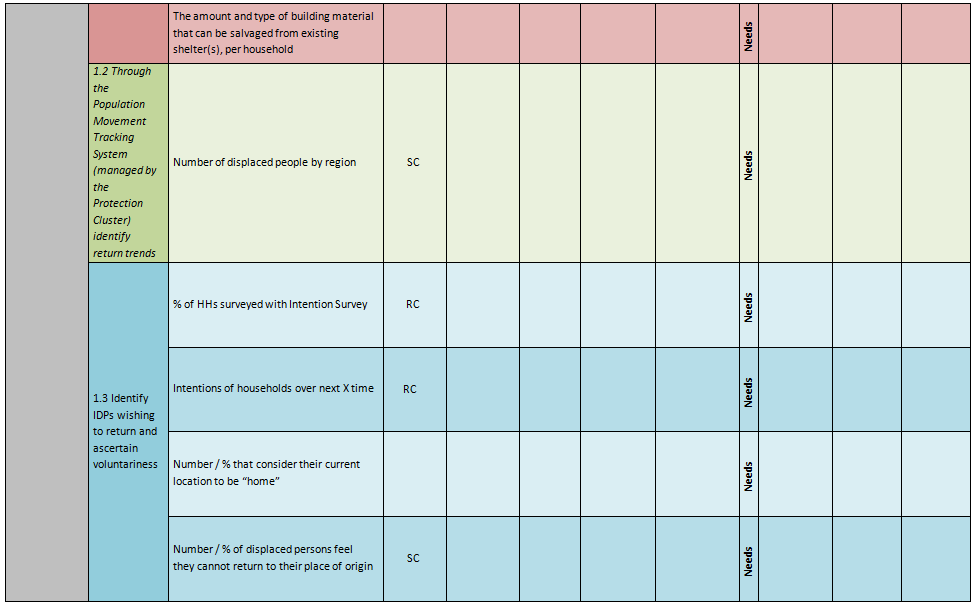 The amount and type of building material
that can be salvaged from existing
shelter(s), per household
Needs
1.2 Through
the
Population
Movement
Tracking
System
(managed by
the
Protection
Cluster)
identify
return trends
Number of displaced people by region
SC
Needs
1.3 Identify
IDPs wishing
to return and
ascertain
voluntariness
% of HHs surveyed with Intention Survey
RC
Needs
Intentions of households over next X time
RC
Needs
Number / % that consider their current
location to be “home”
Needs
Number / % of displaced persons feel
they cannot return to their place of origin
SC
Needs